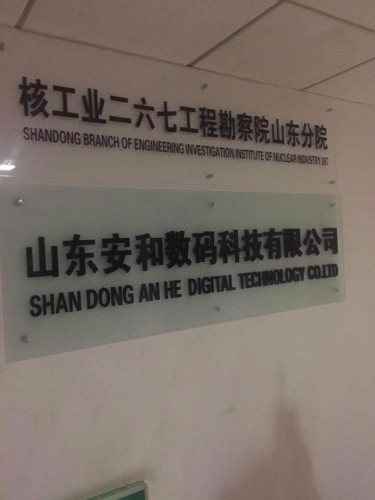 核工业二六七工程勘察院山东分院
SHANDONG BRANCH OF ENGINEERING INVESTIGATION INSTITUTE OF NUCLEAR INDUSTRY 267
山东安和数码科技有限公司
SHAN DONG AN HE DIGITAL TECHNOLOGY CO.LTD